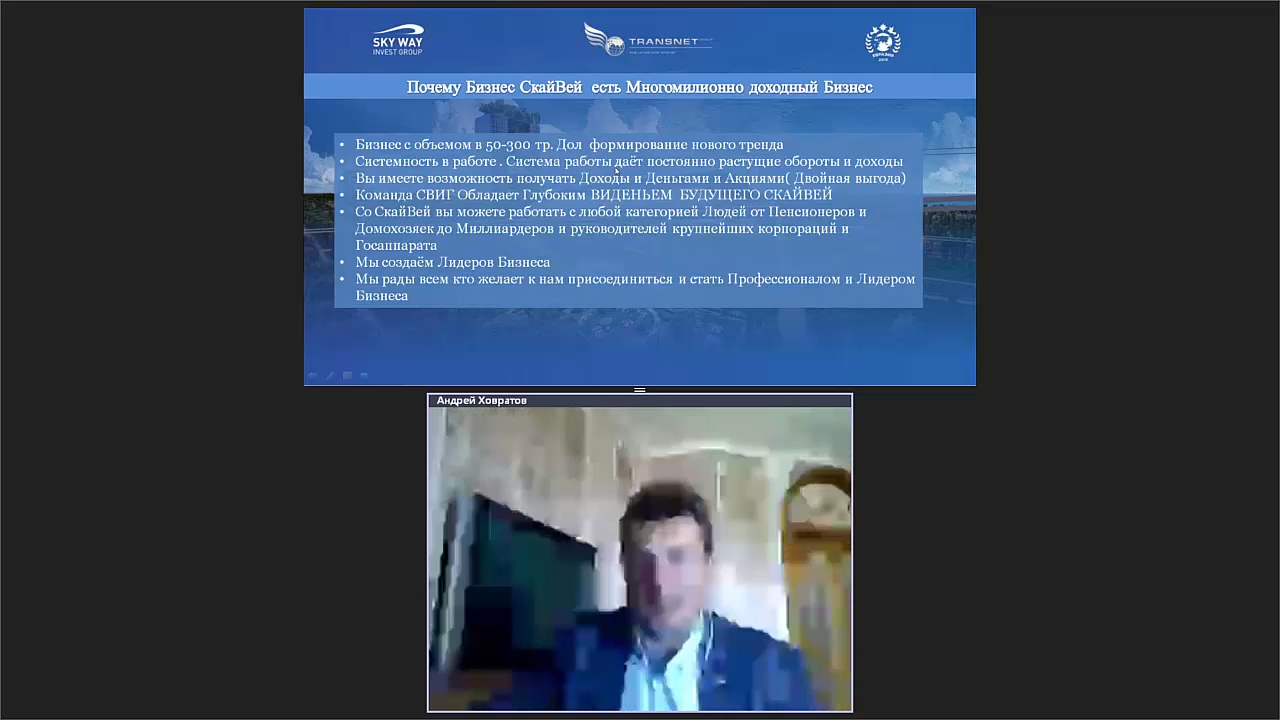 SKY WAY
INVEST GROUP
TRANSNET
ЕВРАЗИЯ
Почему Бизнес СкайВей есть Многомилионно доходный Бизнес
• Бизнес с объемом в 50-300 тр. Дол формирование нового тренда
• Системность в работе . Система работы даёт постоянно растущие обороты и доходы
• Вы имеете возможность получать Доходы и Деньгами и Акциями( Двойная выгода)
• Команда СВИГ Обладает Глубоким ВИДЕНЬЕМ БУДУЩЕГО СКАЙВЕЙ
• Со СкайВей вы можете работать с любой категорией Людей от Пенсионеров и
Домохозяек до Миллиардеров и руководителей крупнейших корпораций и
Госаппарата
• Мы создаём Лидеров Бизнеса
• Мы рады всем кто желает к нам присоединиться и стать Профессионалом и Лидером
Бизнеса
Андрей Ховратов